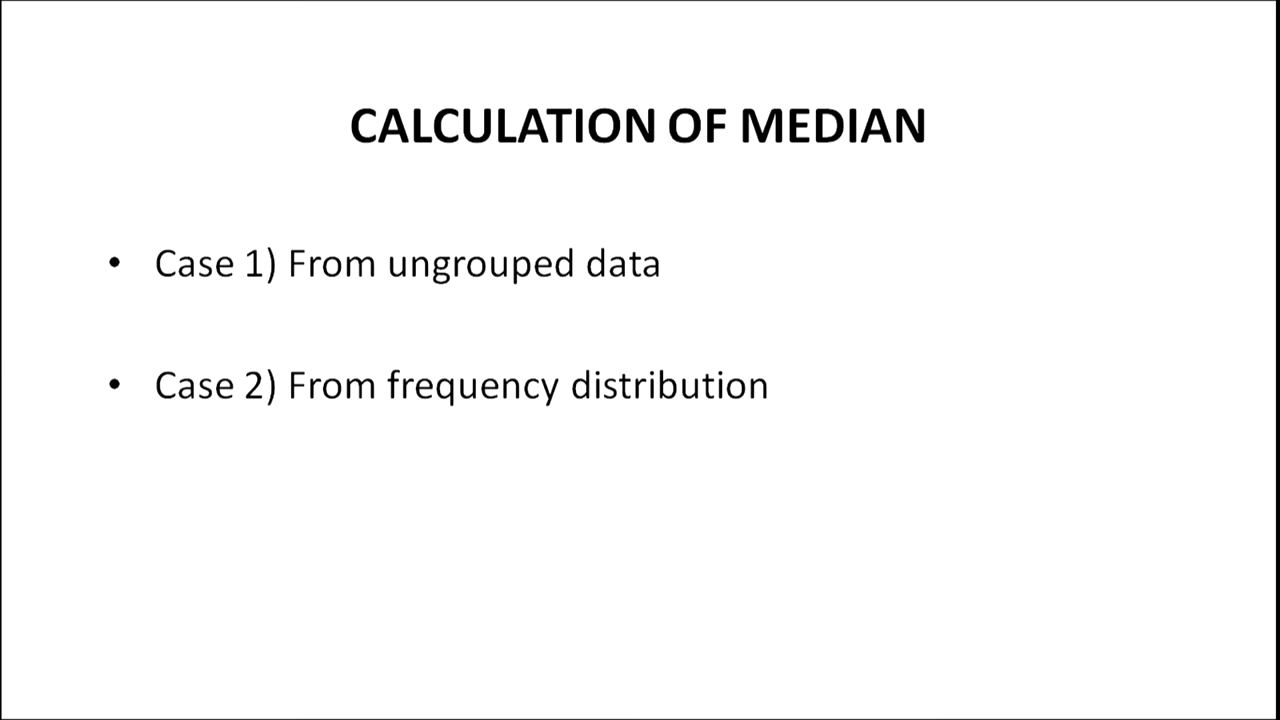 CALCULATION OF MEDIAN
• Case 1) From ungrouped data
• Case 2) From frequency distribution